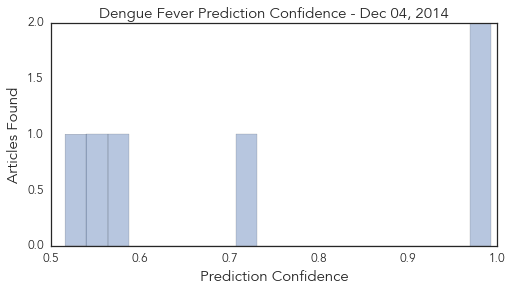 Dengue Fever Prediction Confidence - Dec 04, 2014
2.0
1.5
1.0
0.5
0.0
Articles Found
0.5 0.6 0.7 0.8 0.9 1.0
Prediction Confidence